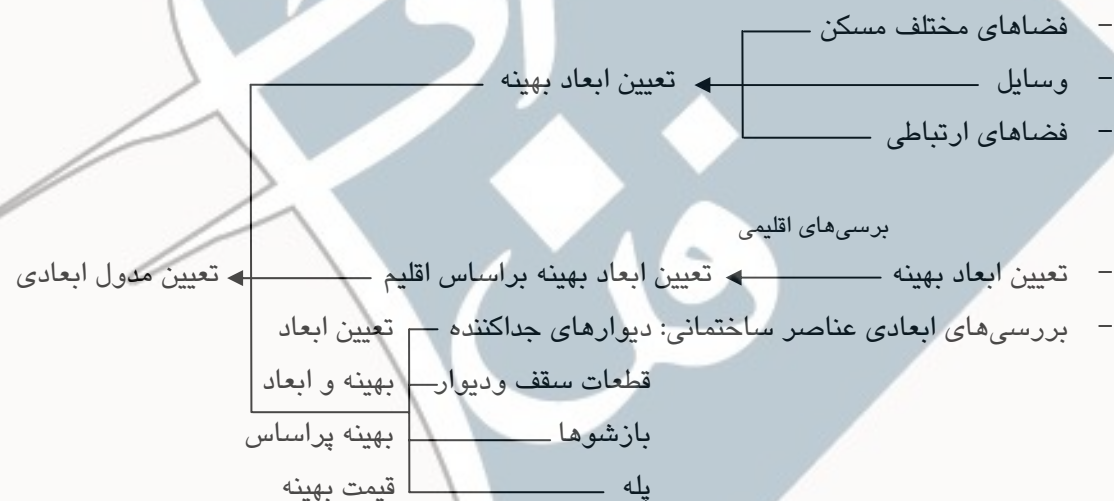 - فضاهای مختلف مسکن
- وسایل تعیین ابعاد بهینه
- فضاهای ارتباطی
برسی‌های اقلیمی
- تعیین ابعاد بهینه تعیین ابعاد بهینه براساس اقلیم تعیین مدول ابعادی
- بررسی‌های ابعادی عناصر ساختمانی: دیوارهای جداکننده تعیین ابعاد
قطعات سقف ودیوار بهینه و ابعاد
بازشوها بهینه پراساس
پله قیمت بهینه